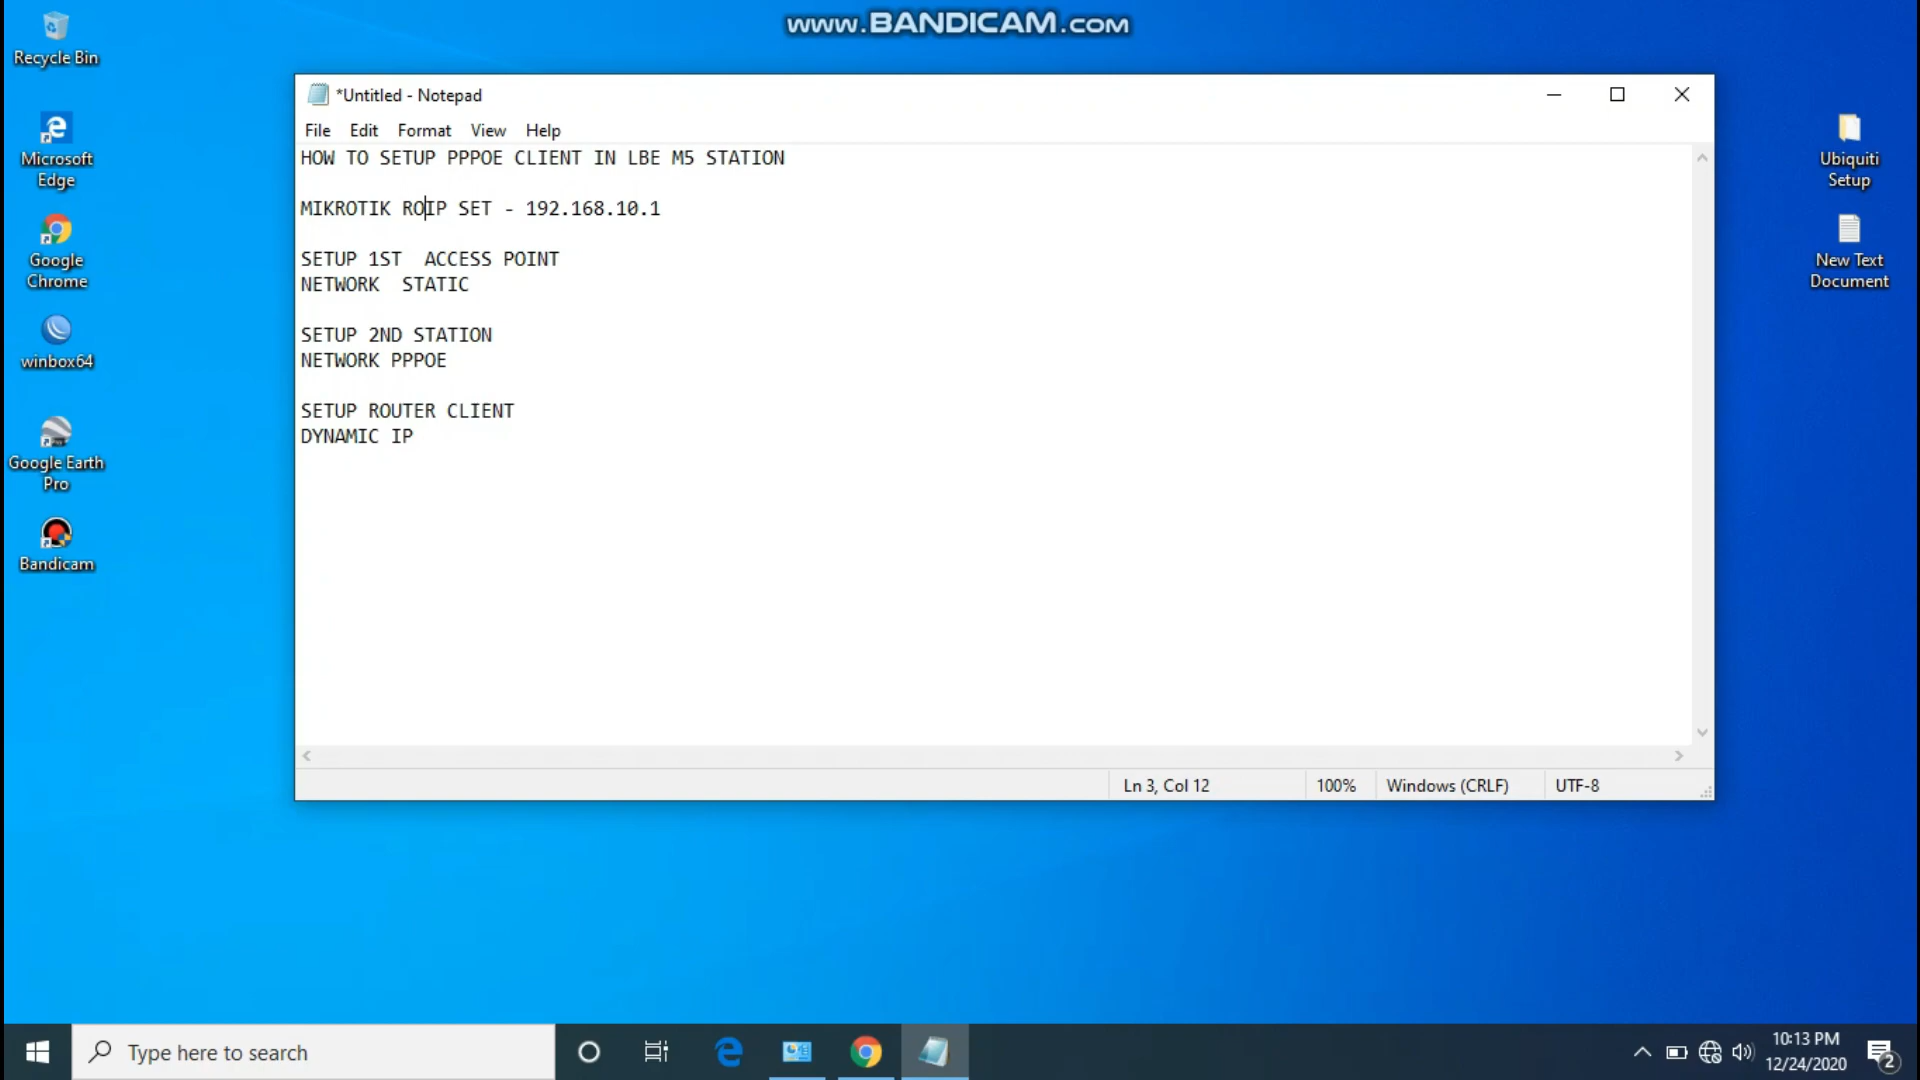 www.BANDICAM.com
Recycle Bin
Microsoft
Edge
Google
Chrome
winbox64
Google Earth
Pro
Bandicam
*Untitled - Notepad
File Edit Format View Help
HOW TO SETUP PPPOE CLIENT IN LBE M5 STATION
MIKROTIK ROIP SET - 192.168.10.1
SETUP 1ST  ACCESS POINT
NETWORK  STATIC
SETUP 2ND STATION
NETWORK PPPOE
SETUP ROUTER CLIENT
DYNAMIC IP
Ln 3, Col 12 100% Windows (CRLF) UTF-8
Ubiquiti
Setup
New Text
Document
Type here to search
10:13 PM
12/24/2020
2